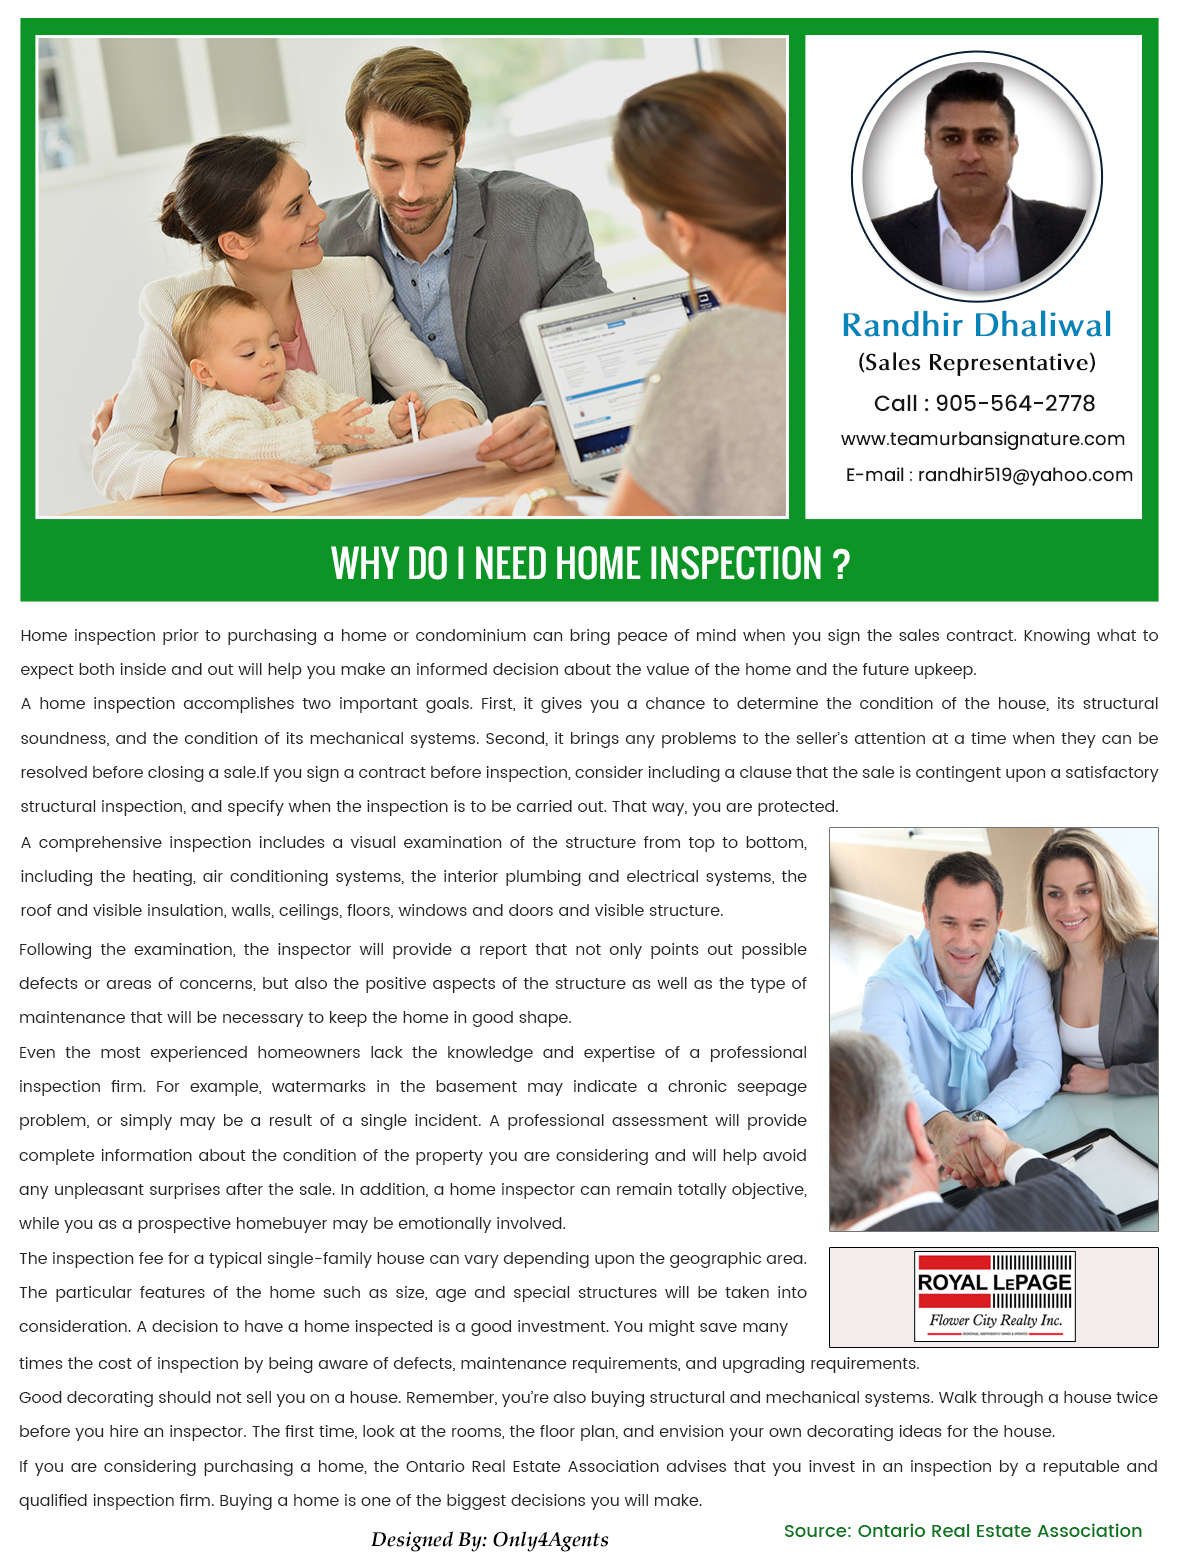 Randhir Dhaliwal
(Sales Representative)
Call : 905-564-2778
www.teamurbansignature.com
E-mail : randhir519@yahoo.com
WHY DO I NEED HOME INSPECTION ?
Home inspection prior to purchasing a home or condominium can bring peace of mind when you sign the sales contract. Knowing what to
expect both inside and out will help you make an informed decision about the value of the home and the future upkeep.
A home inspection accomplishes two important goals. First, it gives you a chance to determine the condition of the house, its structural
soundness, and the condition of its mechanical systems. Second, it brings any problems to the seller's attention at a time when they can be
resolved before closing a sale.If you sign a contract before inspection, consider including a clause that the sale is contingent upon a satisfactory
structural inspection, and specify when the inspection is to be carried out. That way, you are protected.
A comprehensive inspection includes a visual examination of the structure from top to bottom,
including the heating, air conditioning systems, the interior plumbing and electrical systems, the
roof and visible insulation, walls, ceilings, floors, windows and doors and visible structure.
Following the examination, the inspector will provide a report that not only points out possible
defects or areas of concerns, but also the positive aspects of the structure as well as the type of
maintenance that will be necessary to keep the home in good shape.
Even the most experienced homeowners lack the knowledge and expertise of a professional
inspection firm. For example, watermarks in the basement may indicate a chronic seepage
problem, or simply may be a result of a single incident. A professional assessment will provide
complete information about the condition of the property you are considering and will help avoid
any unpleasant surprises after the sale. In addition, a home inspector can remain totally objective,
while you as a prospective homebuyer may be emotionally involved.
The inspection fee for a typical single-family house can vary depending upon the geographic area.
The particular features of the home such as size, age and special structures will be taken into
consideration. A decision to have a home inspected is a good investment. You might save many
times the cost of inspection by being aware of defects, maintenance requirements, and upgrading requirements.
Good decorating should not sell you on a house. Remember, you're also buying structural and mechanical systems. Walk through a house twice
before you hire an inspector. The first time, look at the rooms, the floor plan, and envision your own decorating ideas for the house.
If you are considering purchasing a home, the Ontario Real Estate Association advises that you invest in an inspection by a reputable and
qualified inspection firm. Buying a home is one of the biggest decisions you will make.
ROYAL LEPAGE
Flower City Realty Inc.
BROKERAGE, INDEPENDENTLY OWNED & OPERATED
Designed By: Only4Agents
Source: Ontario Real Estate Association